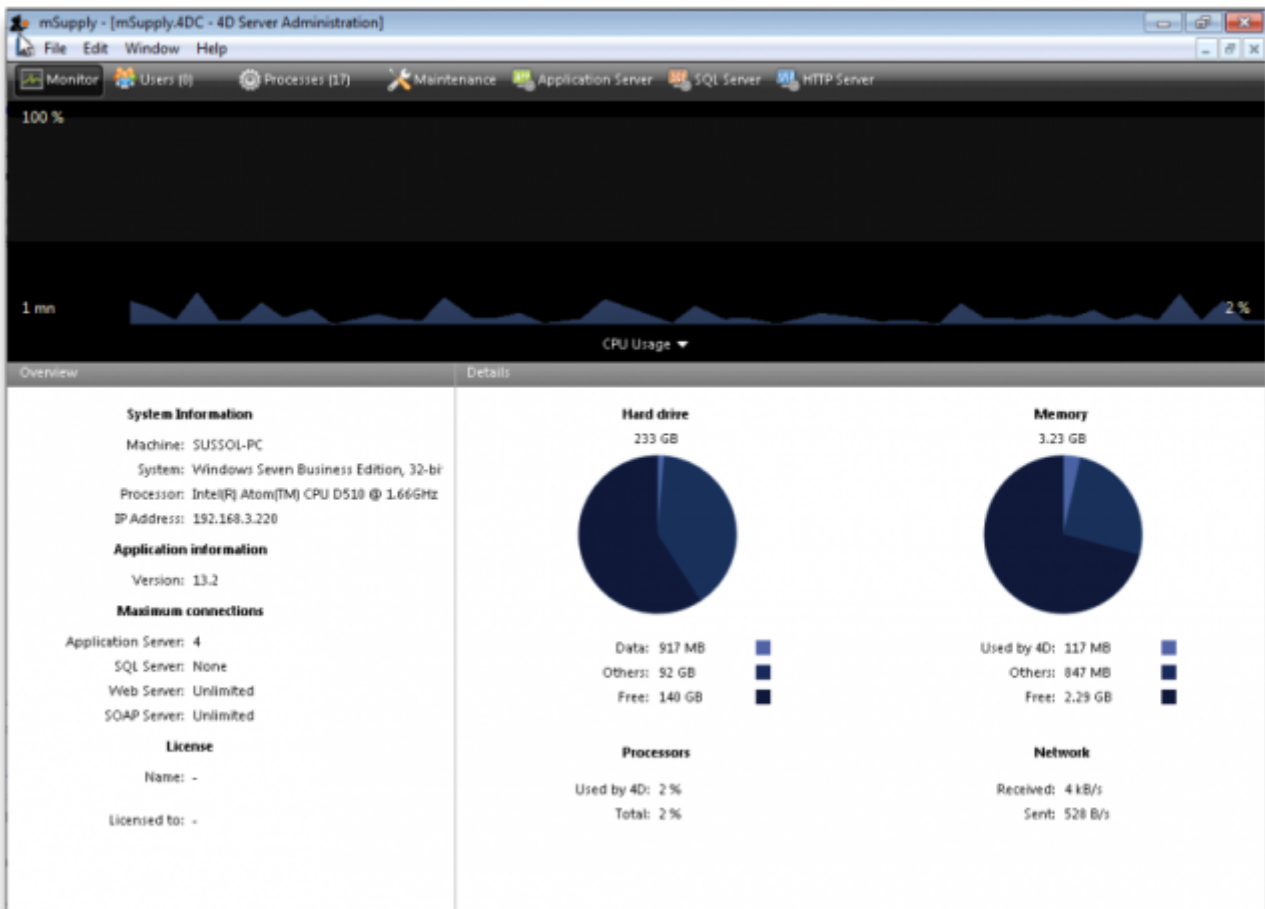 mSupply - [mSupply.4DC - 4D Server Administration]
File Edit Window Help
Monitor Users (0) Processes (17) Maintenance Application Server SQL Server HTTP Server
100 %
1 mn
2 %
CPU Usage
Overview
Details
System Information
Machine: SUSSOL-PC
System: Windows Seven Business Edition, 32-bi
Processor: Intel(R) Atom(TM) CPU D510 @ 1.66GHz
IP Address: 192.168.3.220
Application information
Version: 13.2
Maximum connections
Application Server: 4
SQL Server: None
Web Server: Unlimited
SOAP Server: Unlimited
License
Name: -
Licensed to: -
Hard drive
233 GB
Data: 917 MB
Others: 92 GB
Free: 140 GB
Memory
3.23 GB
Used by 4D: 117 MB
Others: 847 MB
Free: 2.29 GB
Processors
Used by 4D: 2 %
Total: 2 %
Network
Received: 4 kB/s
Sent: 528 B/s